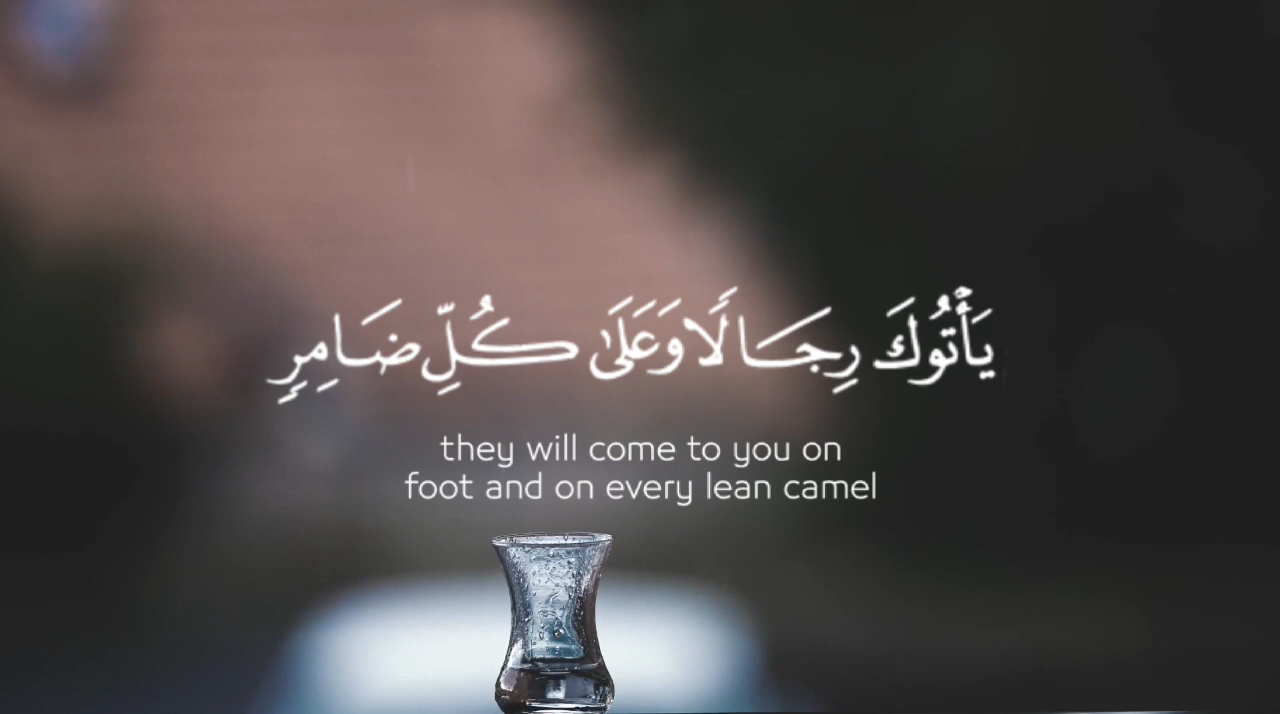 يَأْتُوكَ رِجَالًا وَعَلَىٰ كُلِّ ضَامِرٍ
they will come to you on
foot and on every lean camel